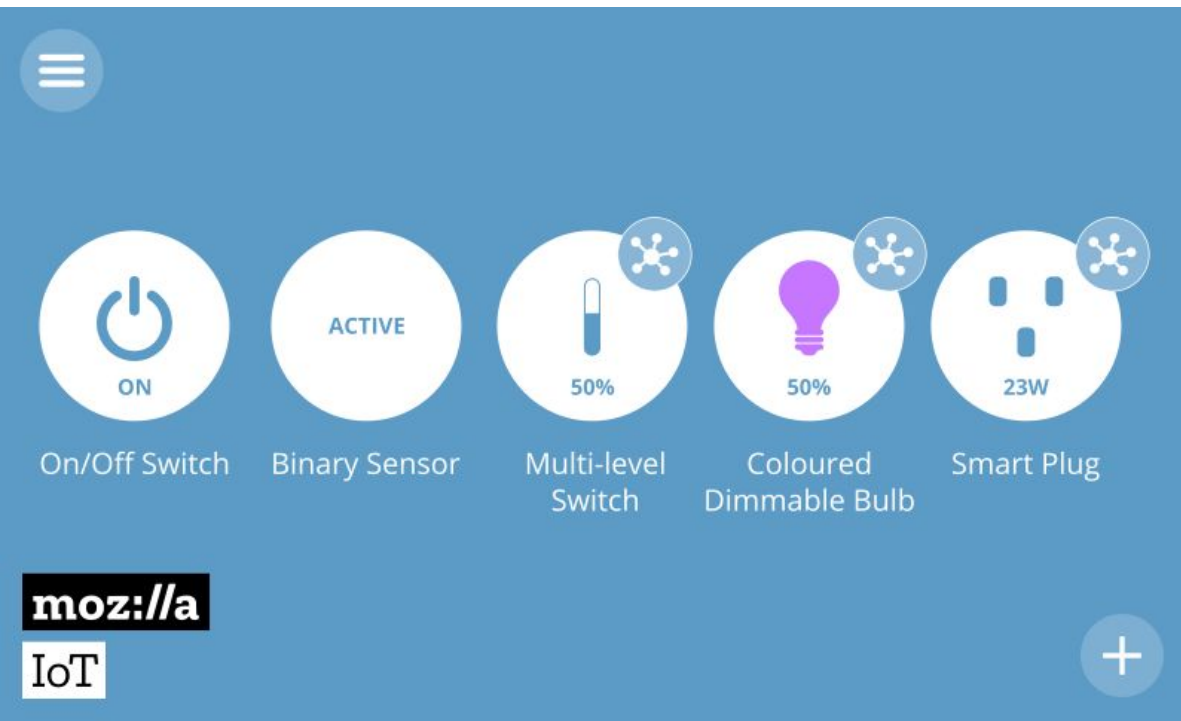 ON
ACTIVE
50%
50%
23W
On/Off Switch
Binary Sensor
Multi-level
Switch
Coloured
Dimmable Bulb
Smart Plug
moz://a
IoT